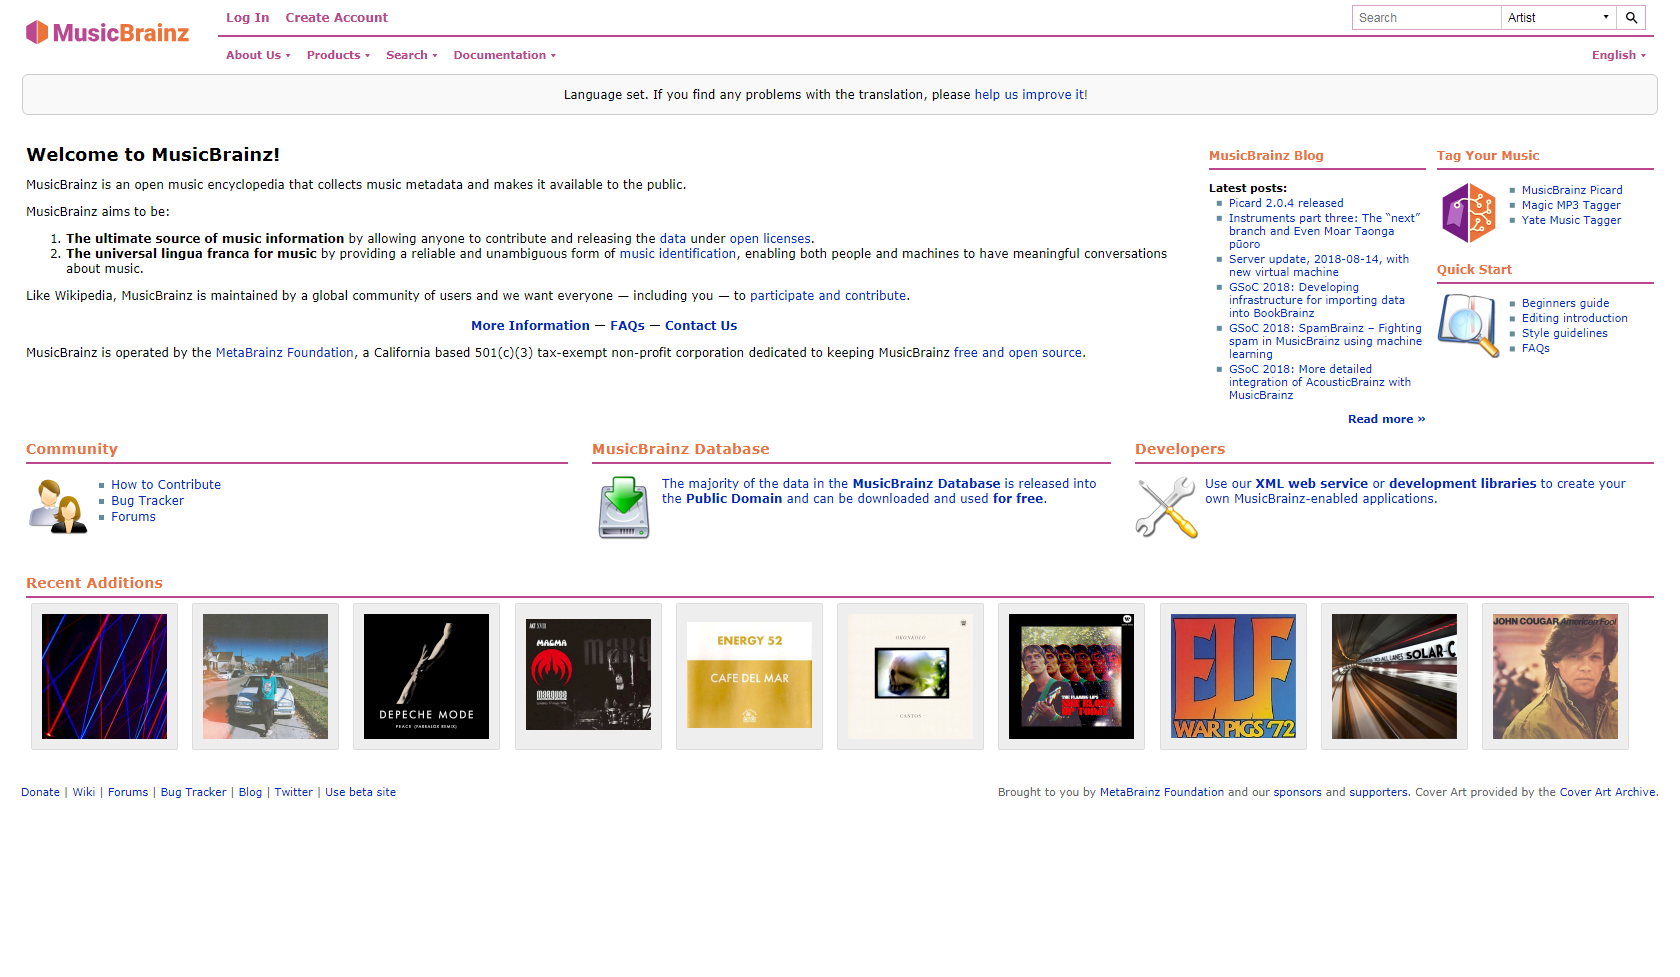 MusicBrainz
Log In Create Account
Search Artist
About Us Products Search Documentation
English
Language set. If you find any problems with the translation, please help us improve it!
Welcome to MusicBrainz!
MusicBrainz is an open music encyclopedia that collects music metadata and makes it available to the public.
MusicBrainz aims to be:
1. The ultimate source of music information by allowing anyone to contribute and releasing the data under open licenses.
2. The universal lingua franca for music by providing a reliable and unambiguous form of music identification, enabling both people and machines to have meaningful conversations
about music.
Like Wikipedia, MusicBrainz is maintained by a global community of users and we want everyone — including you — to participate and contribute.
More Information — FAQs — Contact Us
MusicBrainz is operated by the MetaBrainz Foundation, a California based 501(c)(3) tax-exempt non-profit corporation dedicated to keeping MusicBrainz free and open source.
MusicBrainz Blog
Latest posts:
Picard 2.0.4 released
Instruments part three: The “next”
branch and Even Moar Taonga
pūoro
Server update, 2018-08-14, with
new virtual machine
GSoC 2018: Developing
infrastructure for importing data
into BookBrainz
GSoC 2018: SpamBrainz – Fighting
spam in MusicBrainz using machine
learning
GSoC 2018: More detailed
integration of AcousticBrainz with
MusicBrainz
Read more »
Tag Your Music
MusicBrainz Picard
Magic MP3 Tagger
Yate Music Tagger
Quick Start
Beginners guide
Editing introduction
Style guidelines
FAQs
Community
How to Contribute
Bug Tracker
Forums
MusicBrainz Database
The majority of the data in the MusicBrainz Database is released into
the Public Domain and can be downloaded and used for free.
Developers
Use our XML web service or development libraries to create your
own MusicBrainz-enabled applications.
Recent Additions
DEPECHE MODE
PEACE (PARRALOX REMIX)
MAGMA
MARQUEE
ENERGY 52
CAFE DEL MAR
OBONKOLO
· CANTOS ·
THE FLAMING LIPS
ELF
WAR PIGS '72
SOLAR-C
JOHN COUGAR American Fool
Donate | Wiki | Forums | Bug Tracker | Blog | Twitter | Use beta site
Brought to you by MetaBrainz Foundation and our sponsors and supporters. Cover Art provided by the Cover Art Archive.